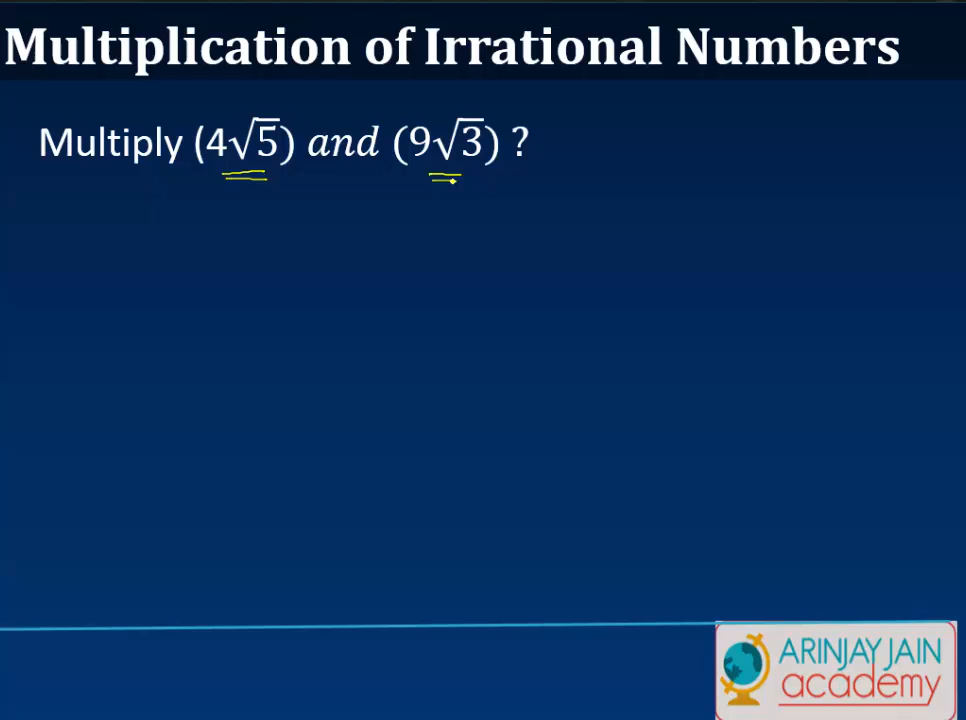 Multiplication of Irrational Numbers
Multiply (4√5) and (9√3) ?
ARINJAY JAIN
academy